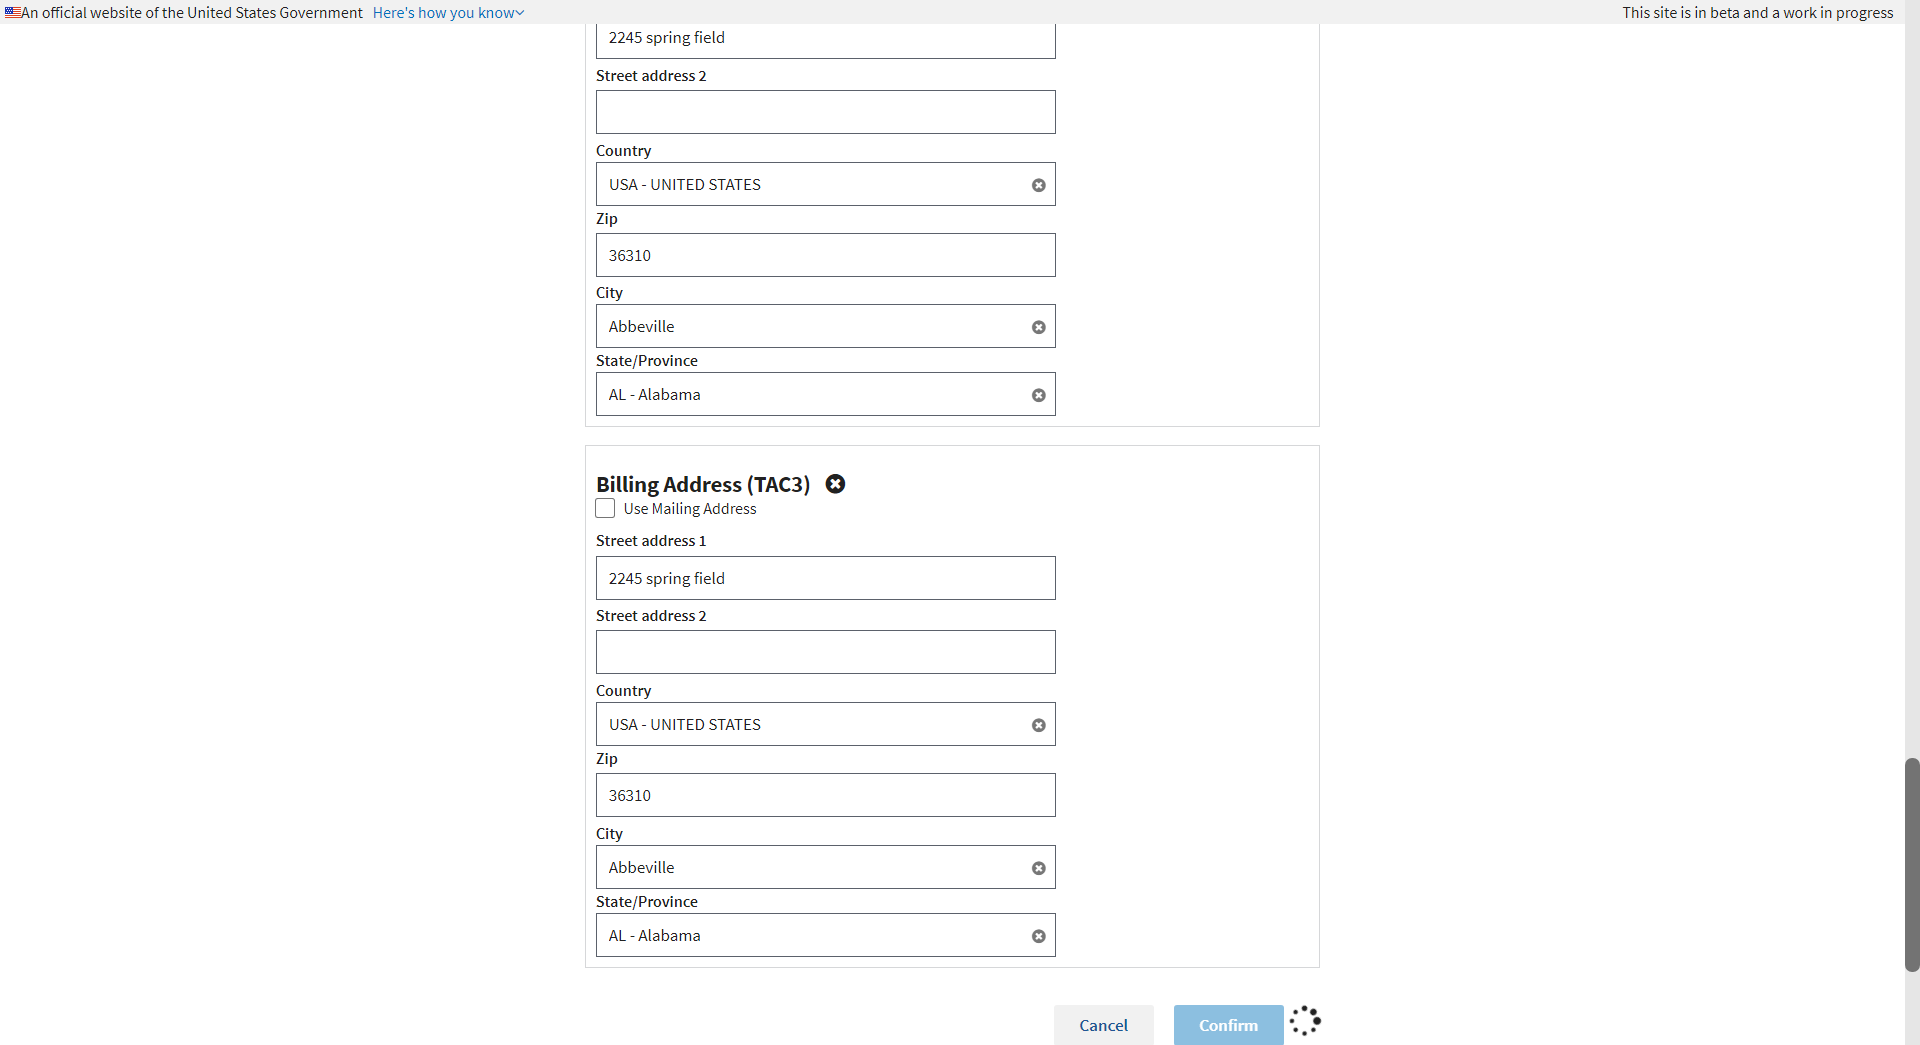 An official website of the United States Government Here's how you know
This site is in beta and a work in progress
2245 spring field
Street address 2
Country
USA - UNITED STATES
Zip
36310
City
Abbeville
State/Province
AL - Alabama
Billing Address (TAC3)
Use Mailing Address
Street address 1
2245 spring field
Street address 2
Country
USA - UNITED STATES
Zip
36310
City
Abbeville
State/Province
AL - Alabama
Cancel
Confirm